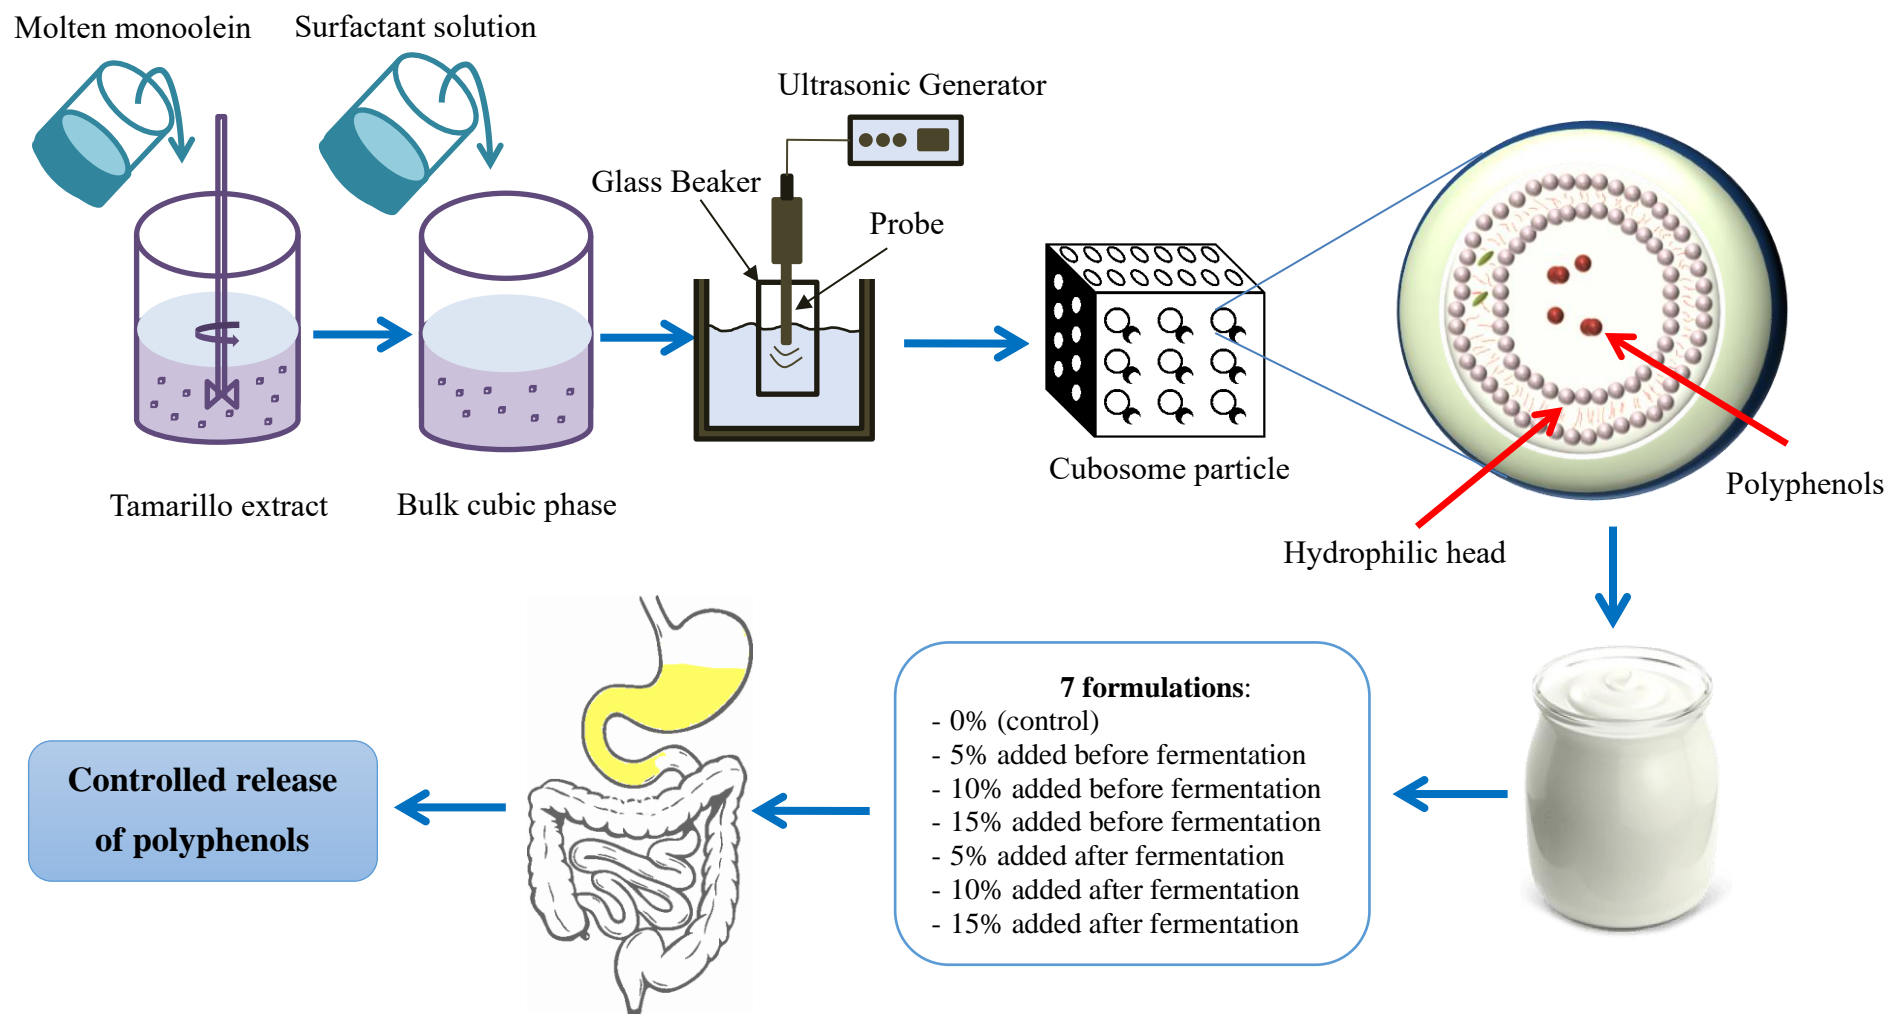 Molten monoolein
Surfactant solution
Ultrasonic Generator
Glass Beaker
Probe
Tamarillo extract
Bulk cubic phase
Cubosome particle
Polyphenols
Hydrophilic head
7 formulations:
- 0% (control)
- 5% added before fermentation
- 10% added before fermentation
- 15% added before fermentation
- 5% added after fermentation
- 10% added after fermentation
- 15% added after fermentation
Controlled release
of polyphenols